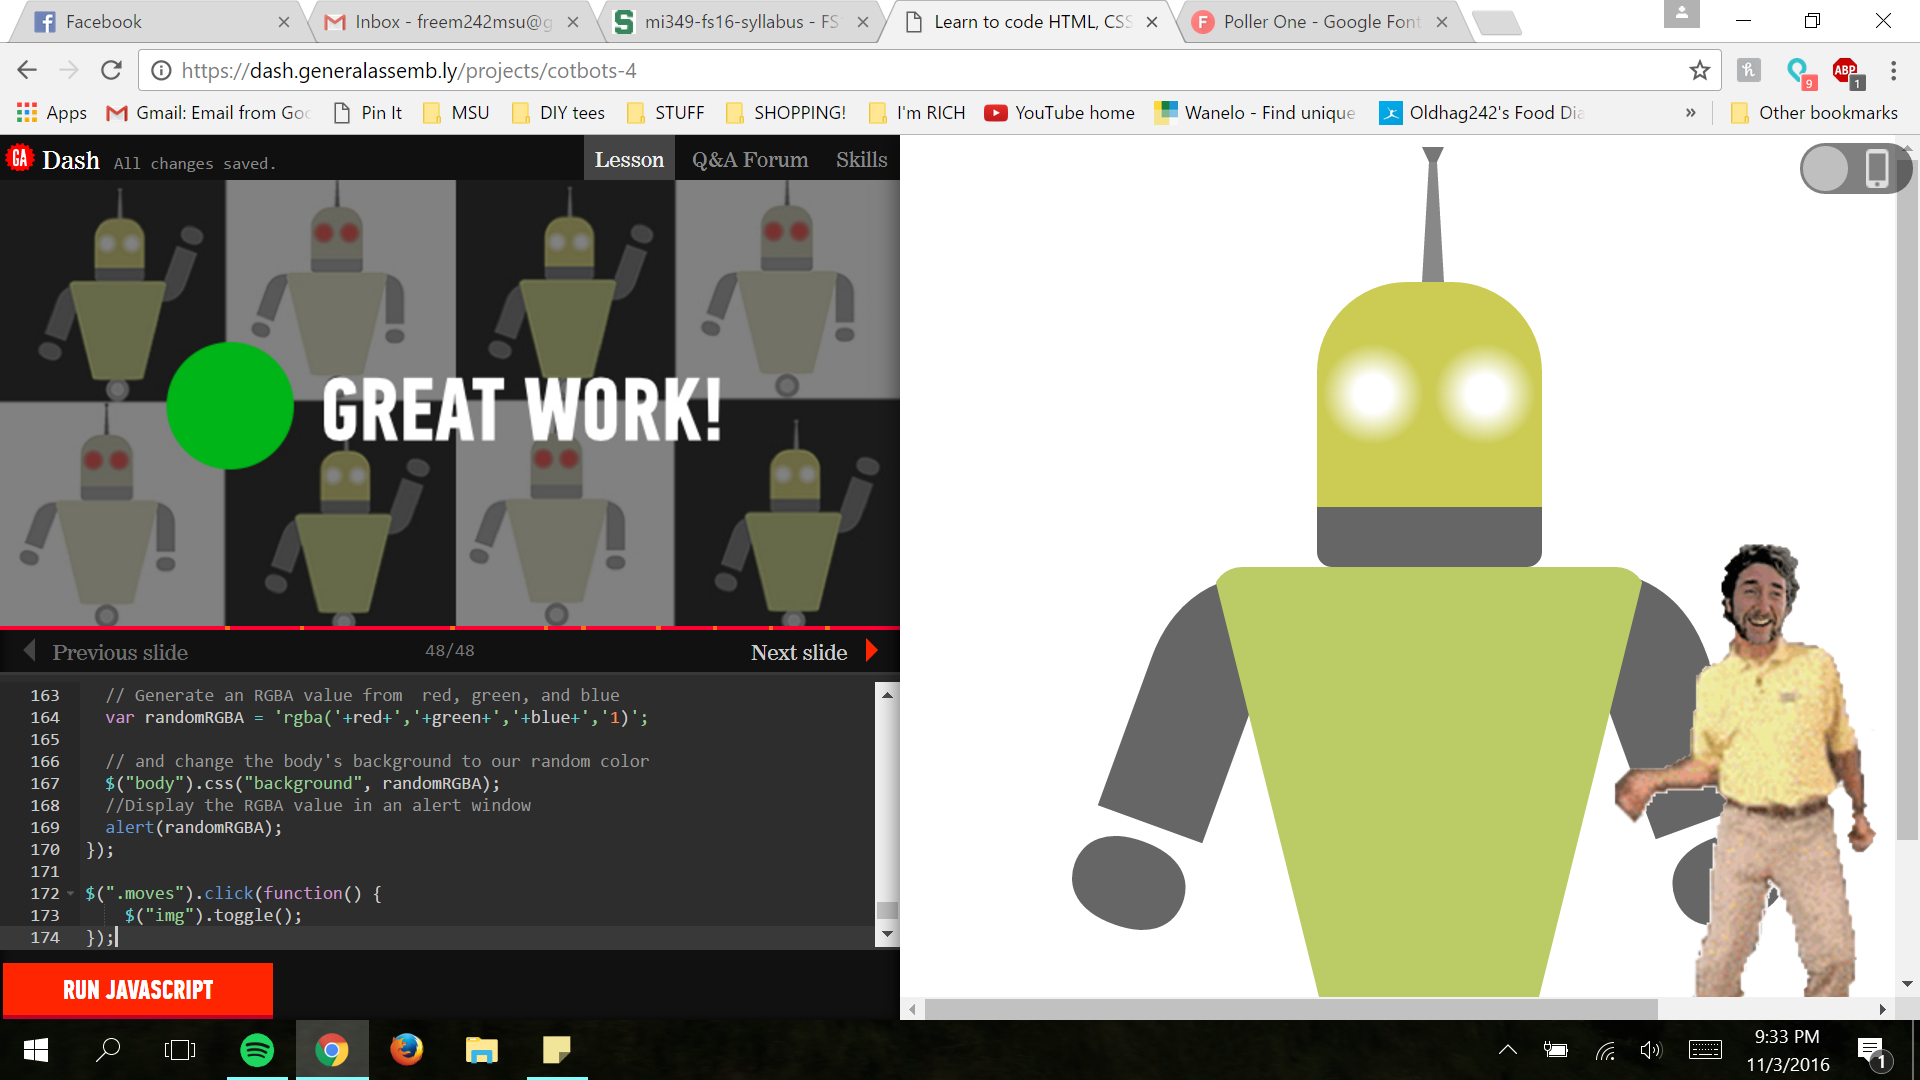 Facebook
Inbox - freem242msu@g
mi349-fs16-syllabus - FS
Learn to code HTML, CSS
F
Poller One - Google Font
https://dash.generalassemb.ly/projects/cotbots-4
9
ABP
1
Apps
Gmail: Email from Goo
Pin It
MSU
DIY tees
STUFF
SHOPPING!
I'm RICH
YouTube home
Wanelo - Find unique
Oldhag242's Food Dia
»
Other bookmarks
GA
Dash
All changes saved.
Lesson
Q&A Forum
Skills
GREAT WORK!
Previous slide
48/48
Next slide
163 // Generate an RGBA value from  red, green, and blue
164 var randomRGBA = 'rgba('+red+','+green+','+blue+','1)';
165
166 // and change the body's background to our random color
167 $("body").css("background", randomRGBA);
168 //Display the RGBA value in an alert window
169 alert(randomRGBA);
170 });
171
172 $(".moves").click(function() {
173 $("img").toggle();
174 });
RUN JAVASCRIPT
9:33 PM
11/3/2016
1